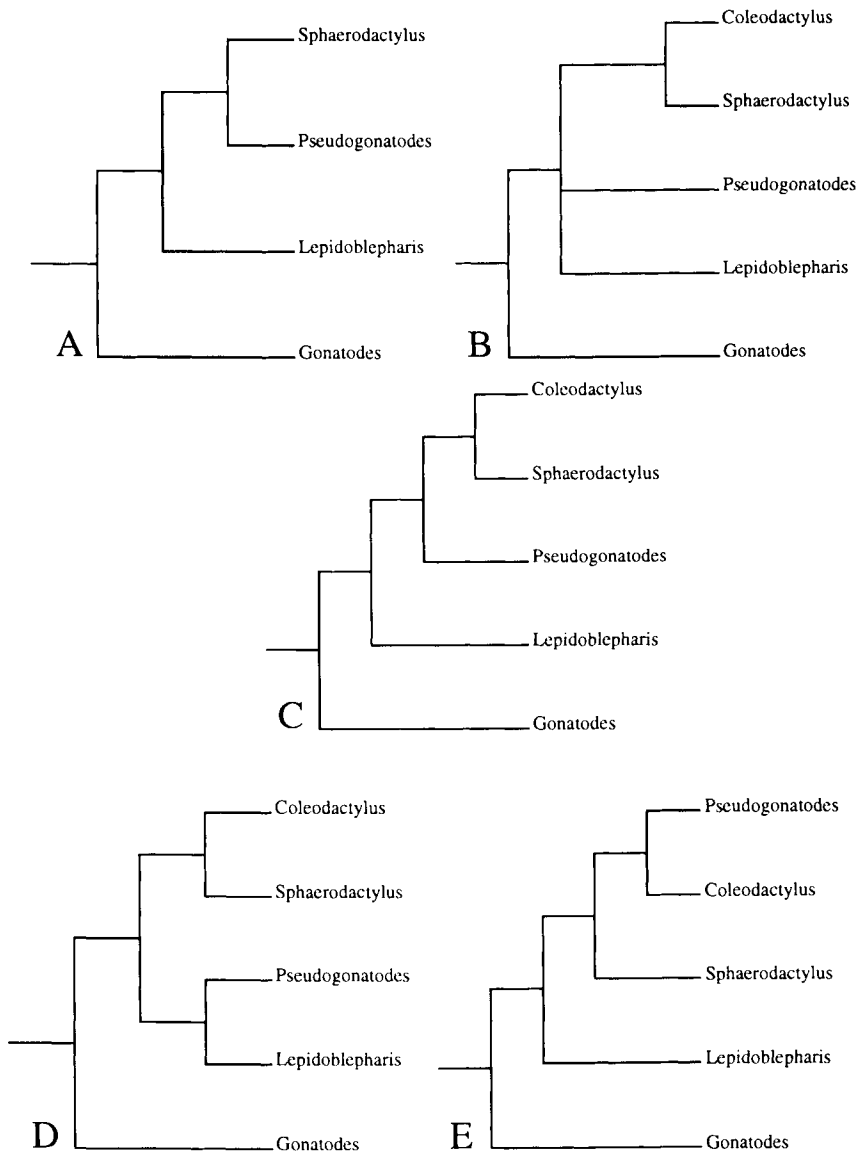 Sphaerodactylus
Pseudogonatodes
Lepidoblepharis
Gonatodes
A
Coleodactylus
Sphaerodactylus
Pseudogonatodes
Lepidoblepharis
Gonatodes
B
Coleodactylus
Sphaerodactylus
Pseudogonatodes
Lepidoblepharis
Gonatodes
C
Coleodactylus
Sphaerodactylus
Pseudogonatodes
Lepidoblepharis
Gonatodes
D
Pseudogonatodes
Coleodactylus
Sphaerodactylus
Lepidoblepharis
Gonatodes
E